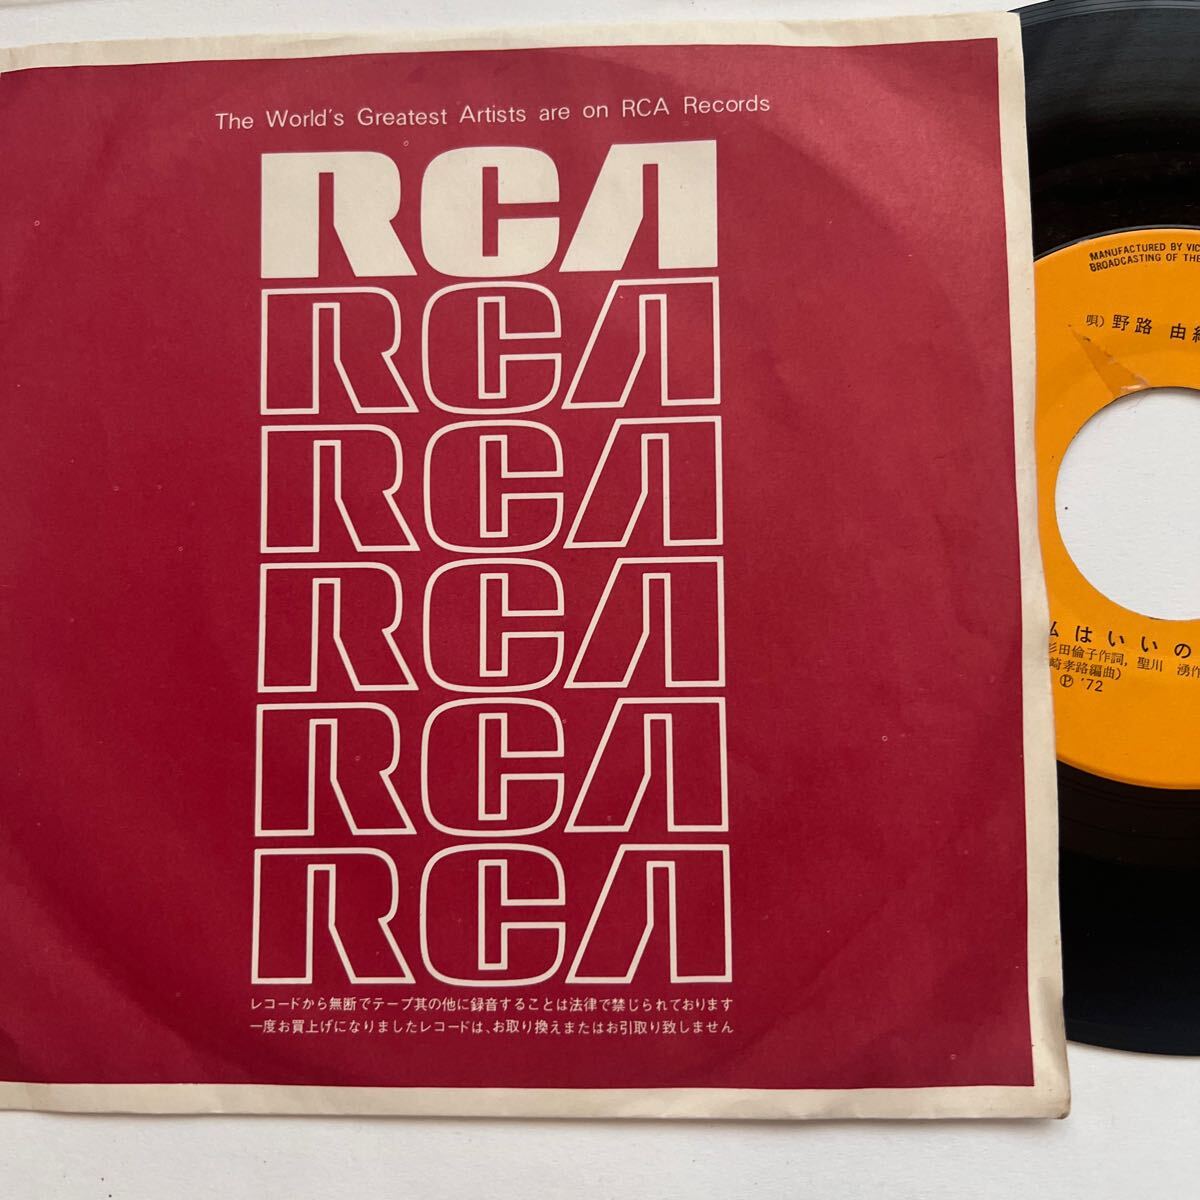 The World's Greatest Artists are on RCA Records
RCA
RCA
RCA
RCA
RCA
RCA
レコードから無断でテープ其の他に録音することは法律で禁じられております
一度お買上げになりましたレコードは、お取り換えまたはお引取り致しません
MANUFACTURED BY VIC
BROADCASTING OF THE
唄)野路 由紀
はいいの
杉田倫子作詞, 聖川 湧作
崎孝路編曲)
Ⓟ '72